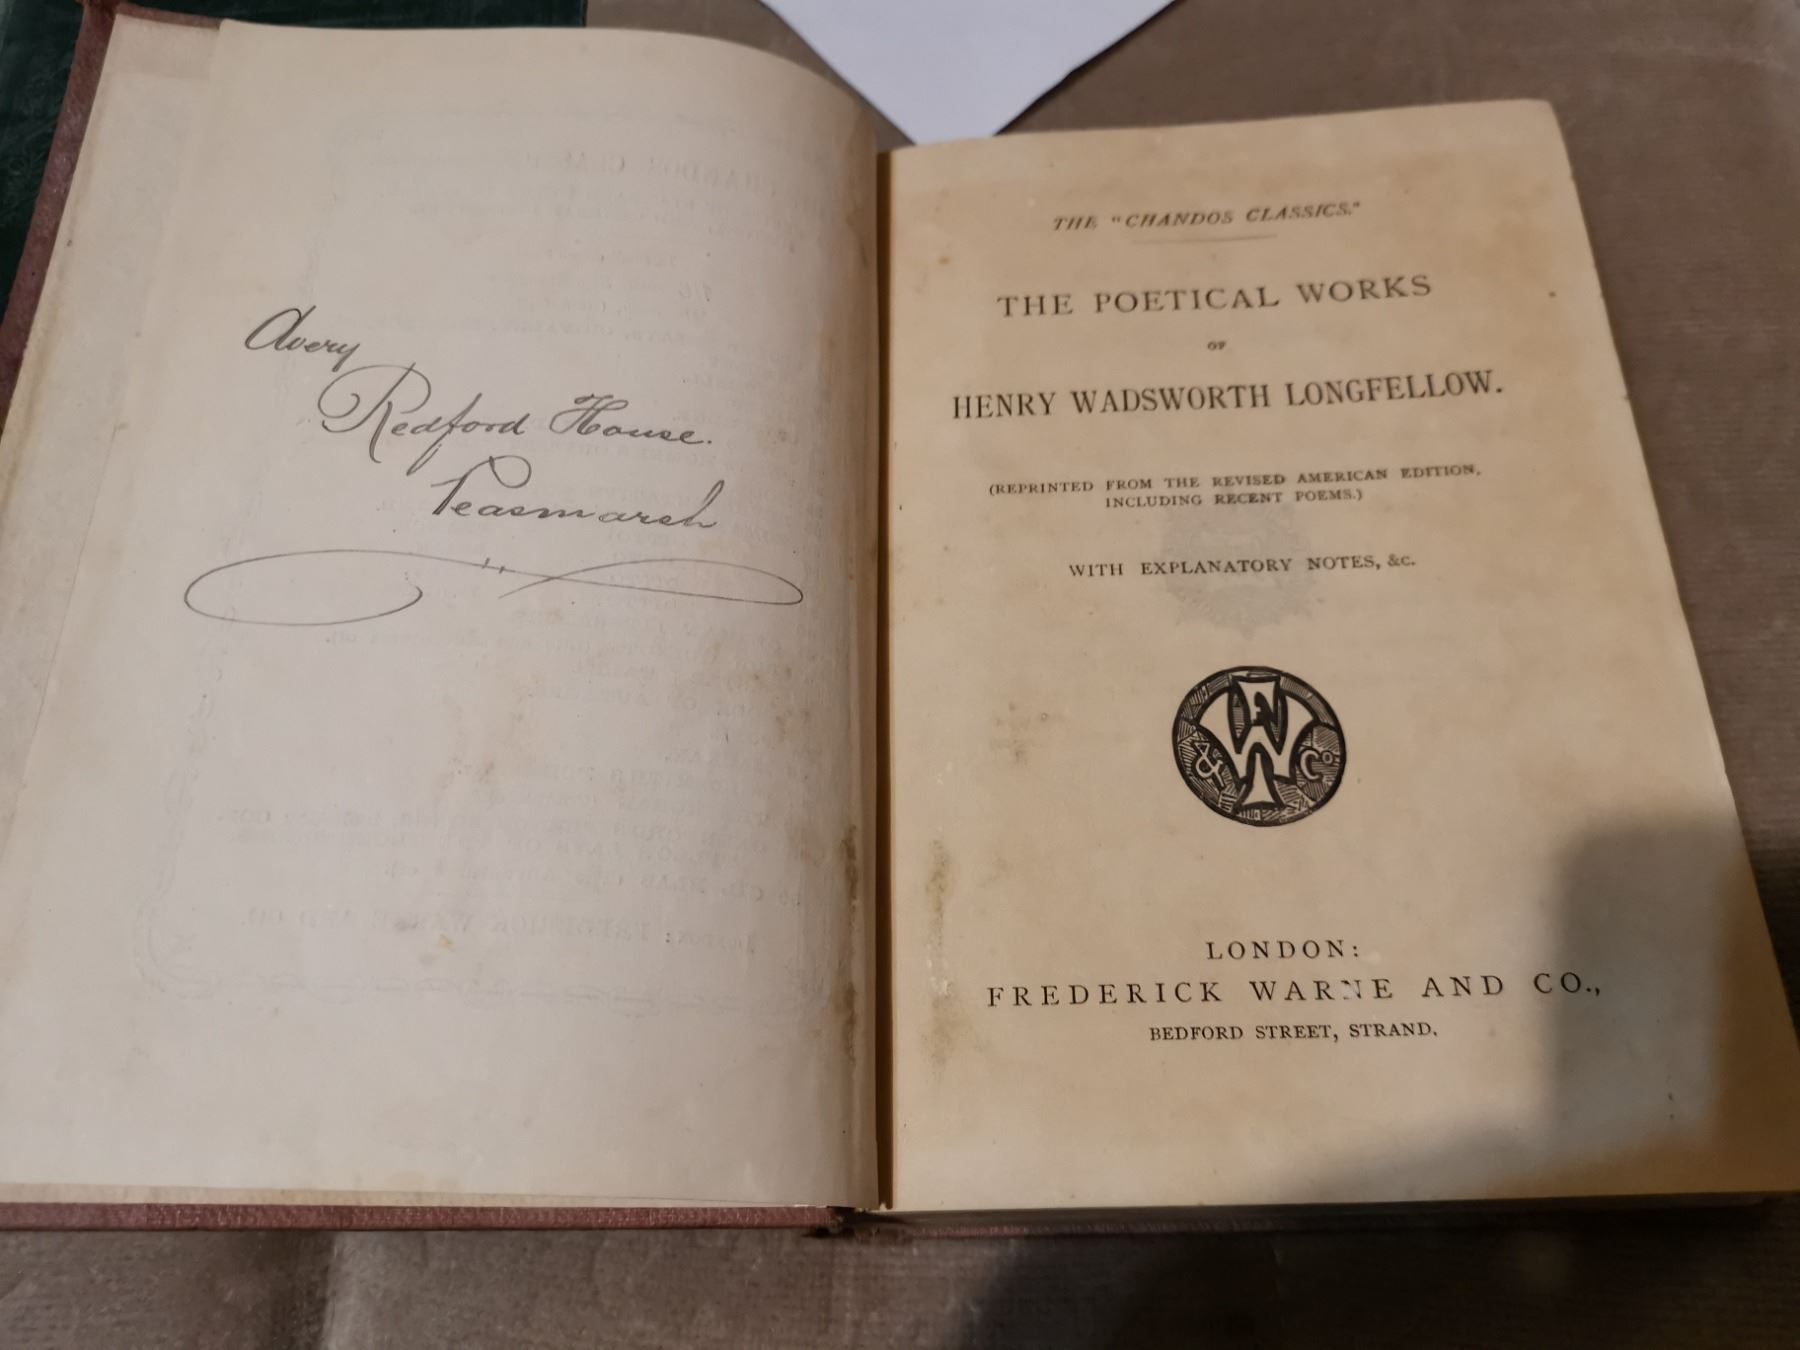 Avery
Redford House.
Peasmarsh
THE "CHANDOS CLASSICS."
THE POETICAL WORKS
OF
HENRY WADSWORTH LONGFELLOW.
(REPRINTED FROM THE REVISED AMERICAN EDITION,
INCLUDING RECENT POEMS.)
WITH EXPLANATORY NOTES, &c.
F W & Co
LONDON:
FREDERICK WARNE AND CO.,
BEDFORD STREET, STRAND.